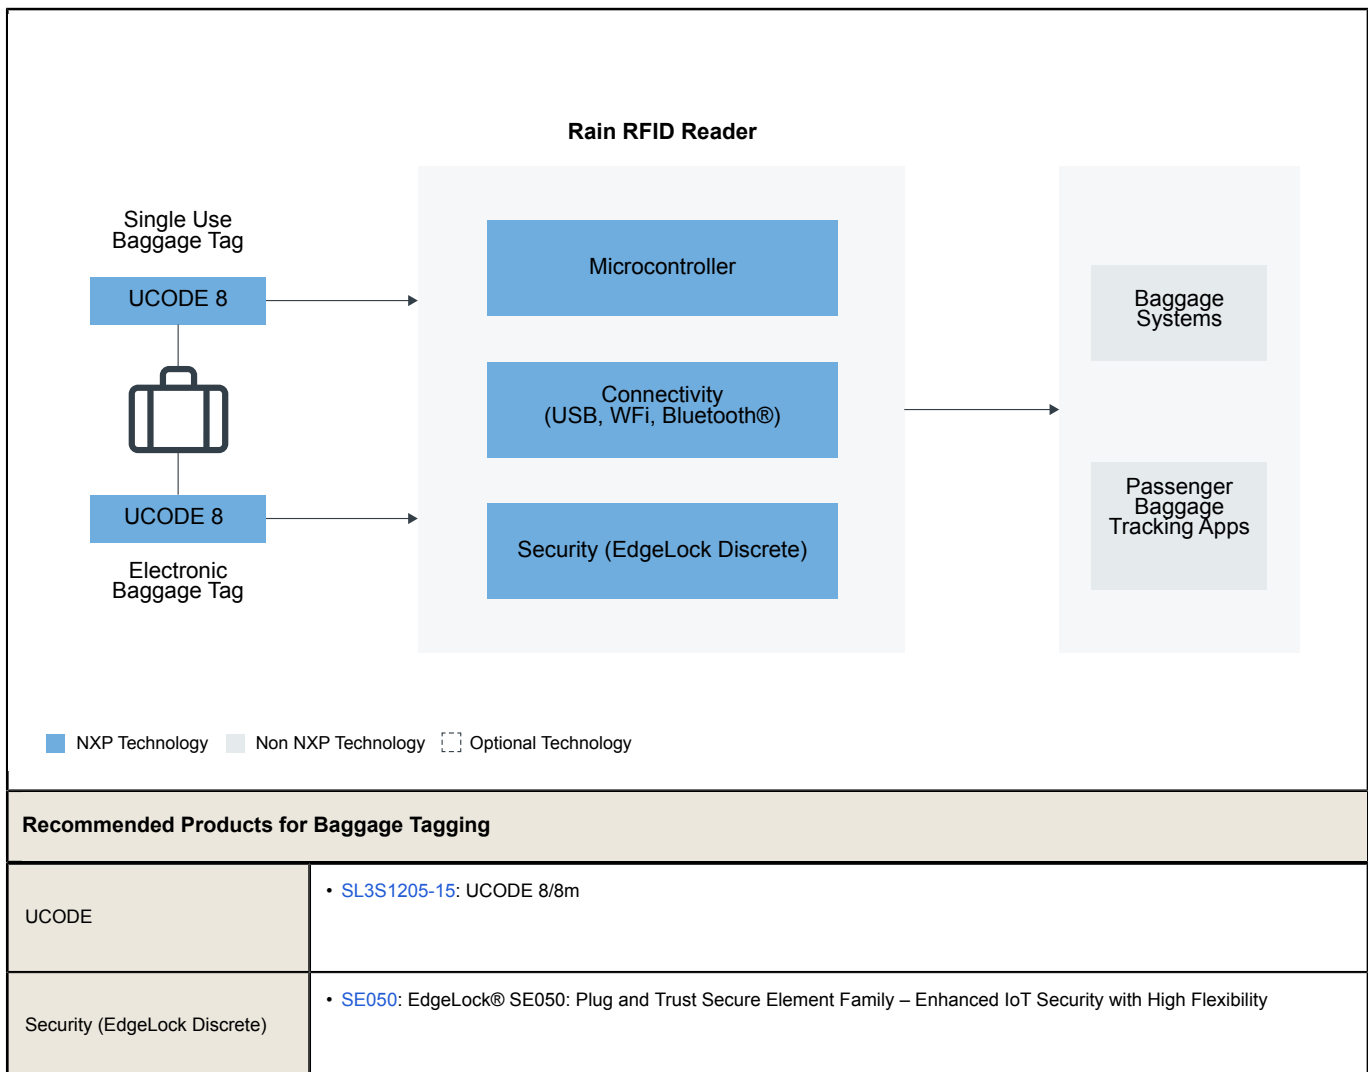 Rain RFID Reader
Single Use
Baggage Tag
UCODE 8
UCODE 8
Electronic
Baggage Tag
Microcontroller
Connectivity
(USB, WFi, Bluetooth®)
Security (EdgeLock Discrete)
Baggage
Systems
Passenger
Baggage
Tracking Apps
NXP Technology Non NXP Technology Optional Technology
Recommended Products for Baggage Tagging
UCODE
• SL3S1205-15: UCODE 8/8m
Security (EdgeLock Discrete)
• SE050: EdgeLock® SE050: Plug and Trust Secure Element Family – Enhanced IoT Security with High Flexibility